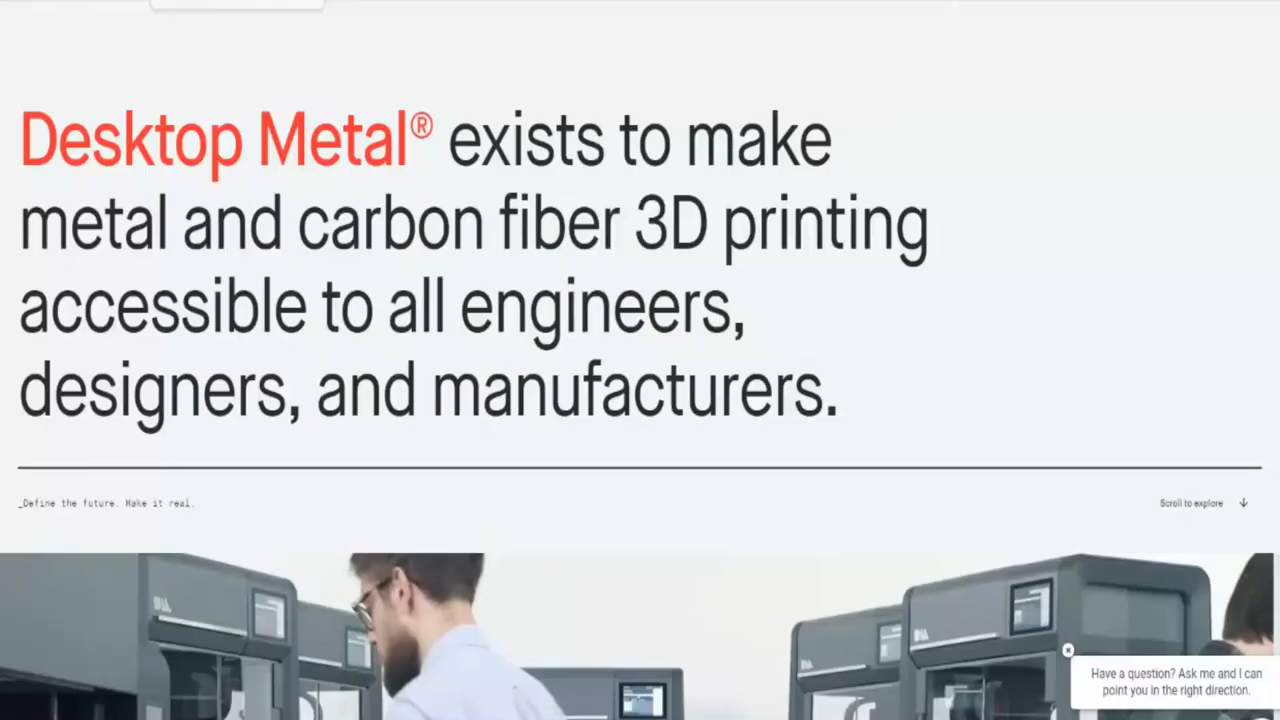 Desktop Metal® exists to make
metal and carbon fiber 3D printing
accessible to all engineers,
designers, and manufacturers.
_Define the future. Make it real.
Scroll to explore ↓
Have a question? Ask me and I can
point you in the right direction.